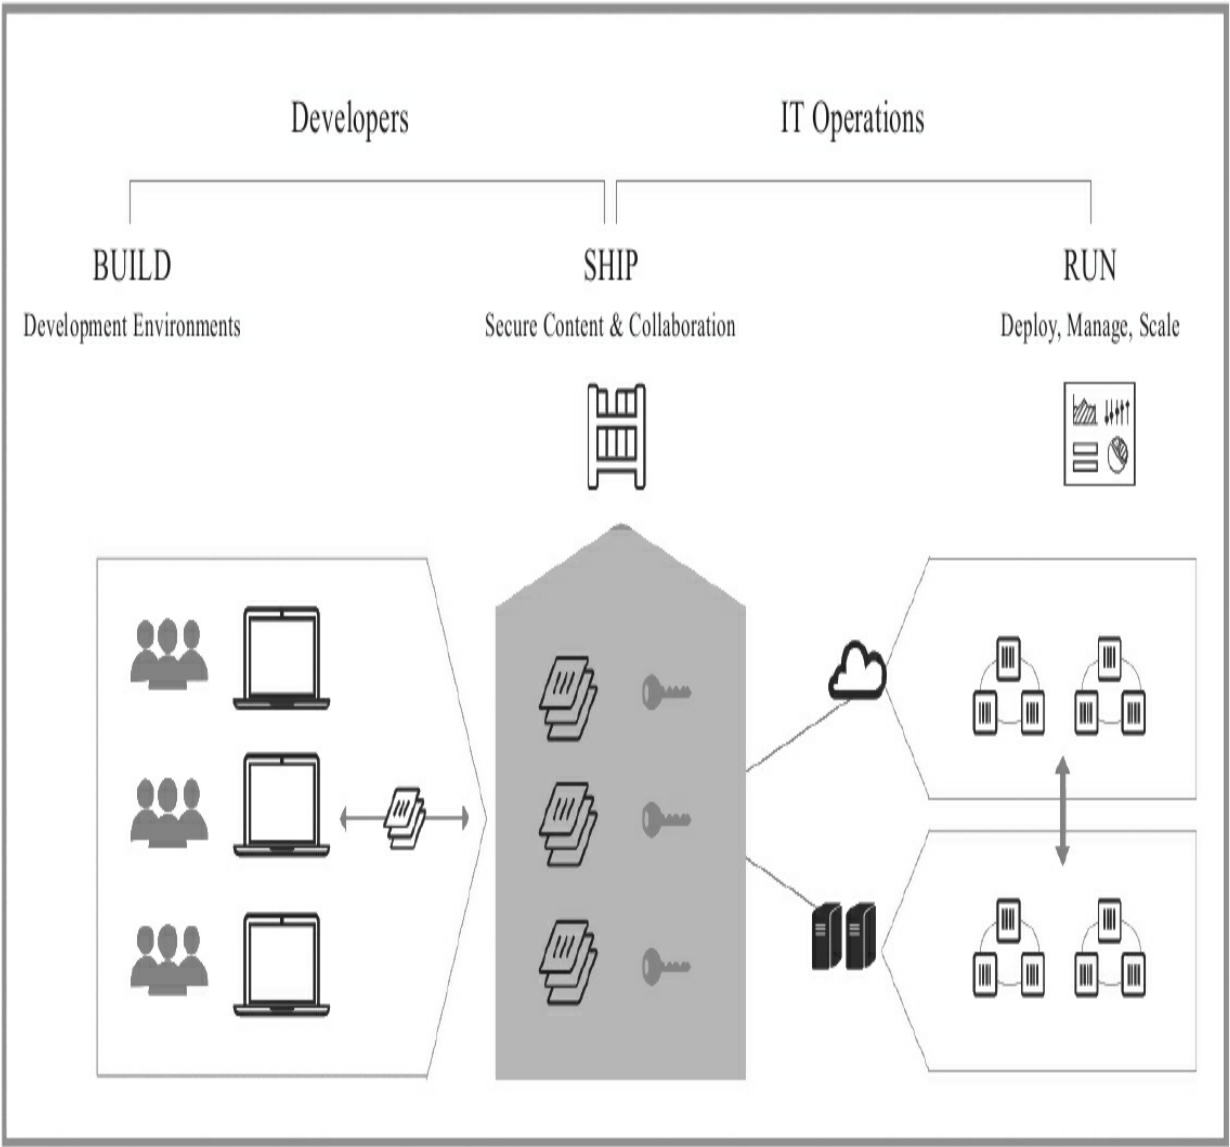 Developers
IT Operations
BUILD
SHIP
RUN
Development Environments
Secure Content & Collaboration
Deploy, Manage, Scale